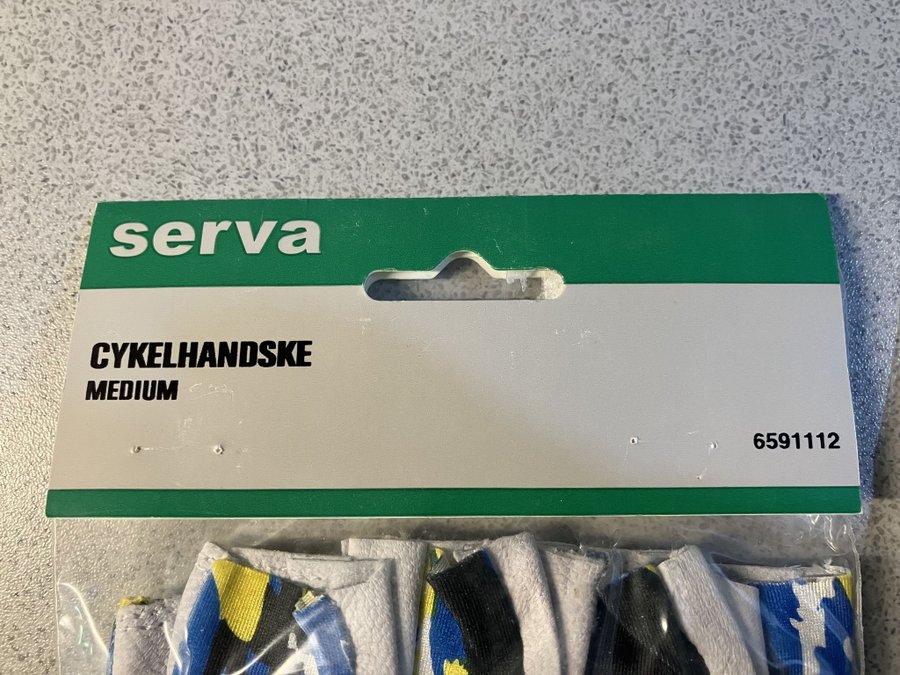 serva
CYKELHANDSKE
MEDIUM
6591112